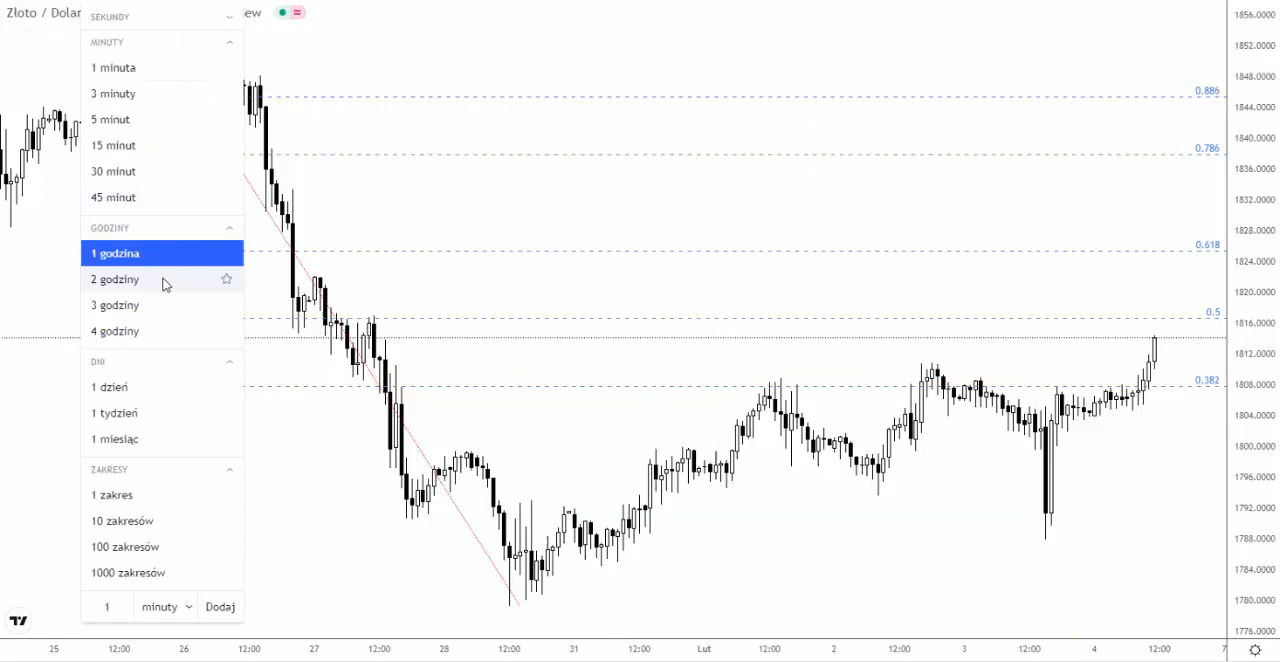 Złoto / Dolar
ew
SEKUNDY
MINUTY
1 minuta
3 minuty
5 minut
15 minut
30 minut
45 minut
GODZINY
1 godzina
2 godziny
3 godziny
4 godziny
DNI
1 dzień
1 tydzień
1 miesiąc
ZAKRESY
1 zakres
10 zakresów
100 zakresów
1000 zakresów
1 minuty Dodaj
0.886
0.786
0.618
0.5
0.382
1856.0000
1852.0000
1848.0000
1844.0000
1840.0000
1836.0000
1832.0000
1828.0000
1824.0000
1820.0000
1816.0000
1812.0000
1808.0000
1804.0000
1800.0000
1796.0000
1792.0000
1788.0000
1784.0000
1780.0000
1776.0000
25 12:00 26 12:00 27 12:00 28 12:00 31 12:00 Lut 12:00 2 12:00 3 12:00 4 12:00 7